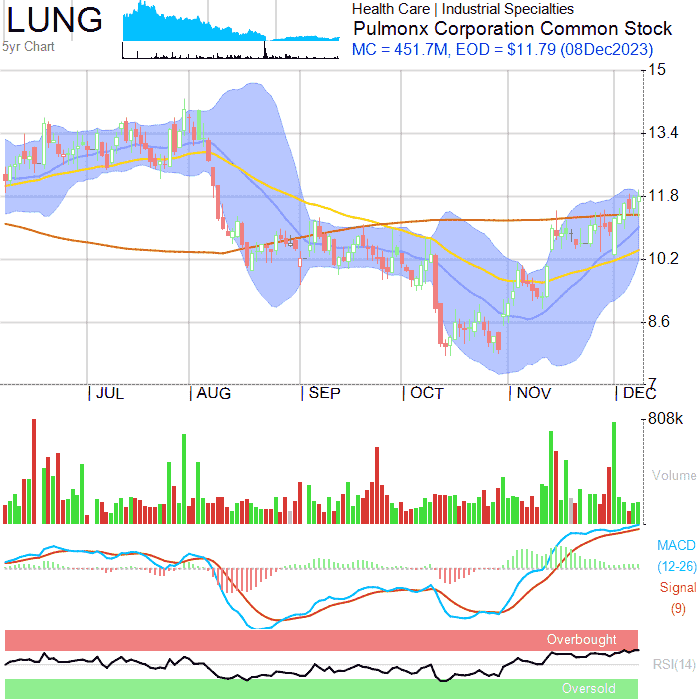 LUNG
5yr Chart
Health Care | Industrial Specialties
Pulmonx Corporation Common Stock
MC = 451.7M, EOD = $11.79 (08Dec2023)
15
13.4
11.8
10.2
8.6
7
JUL AUG SEP OCT NOV DEC
808k
Volume
MACD
(12-26)
Signal
(9)
Overbought
RSI(14)
Oversold